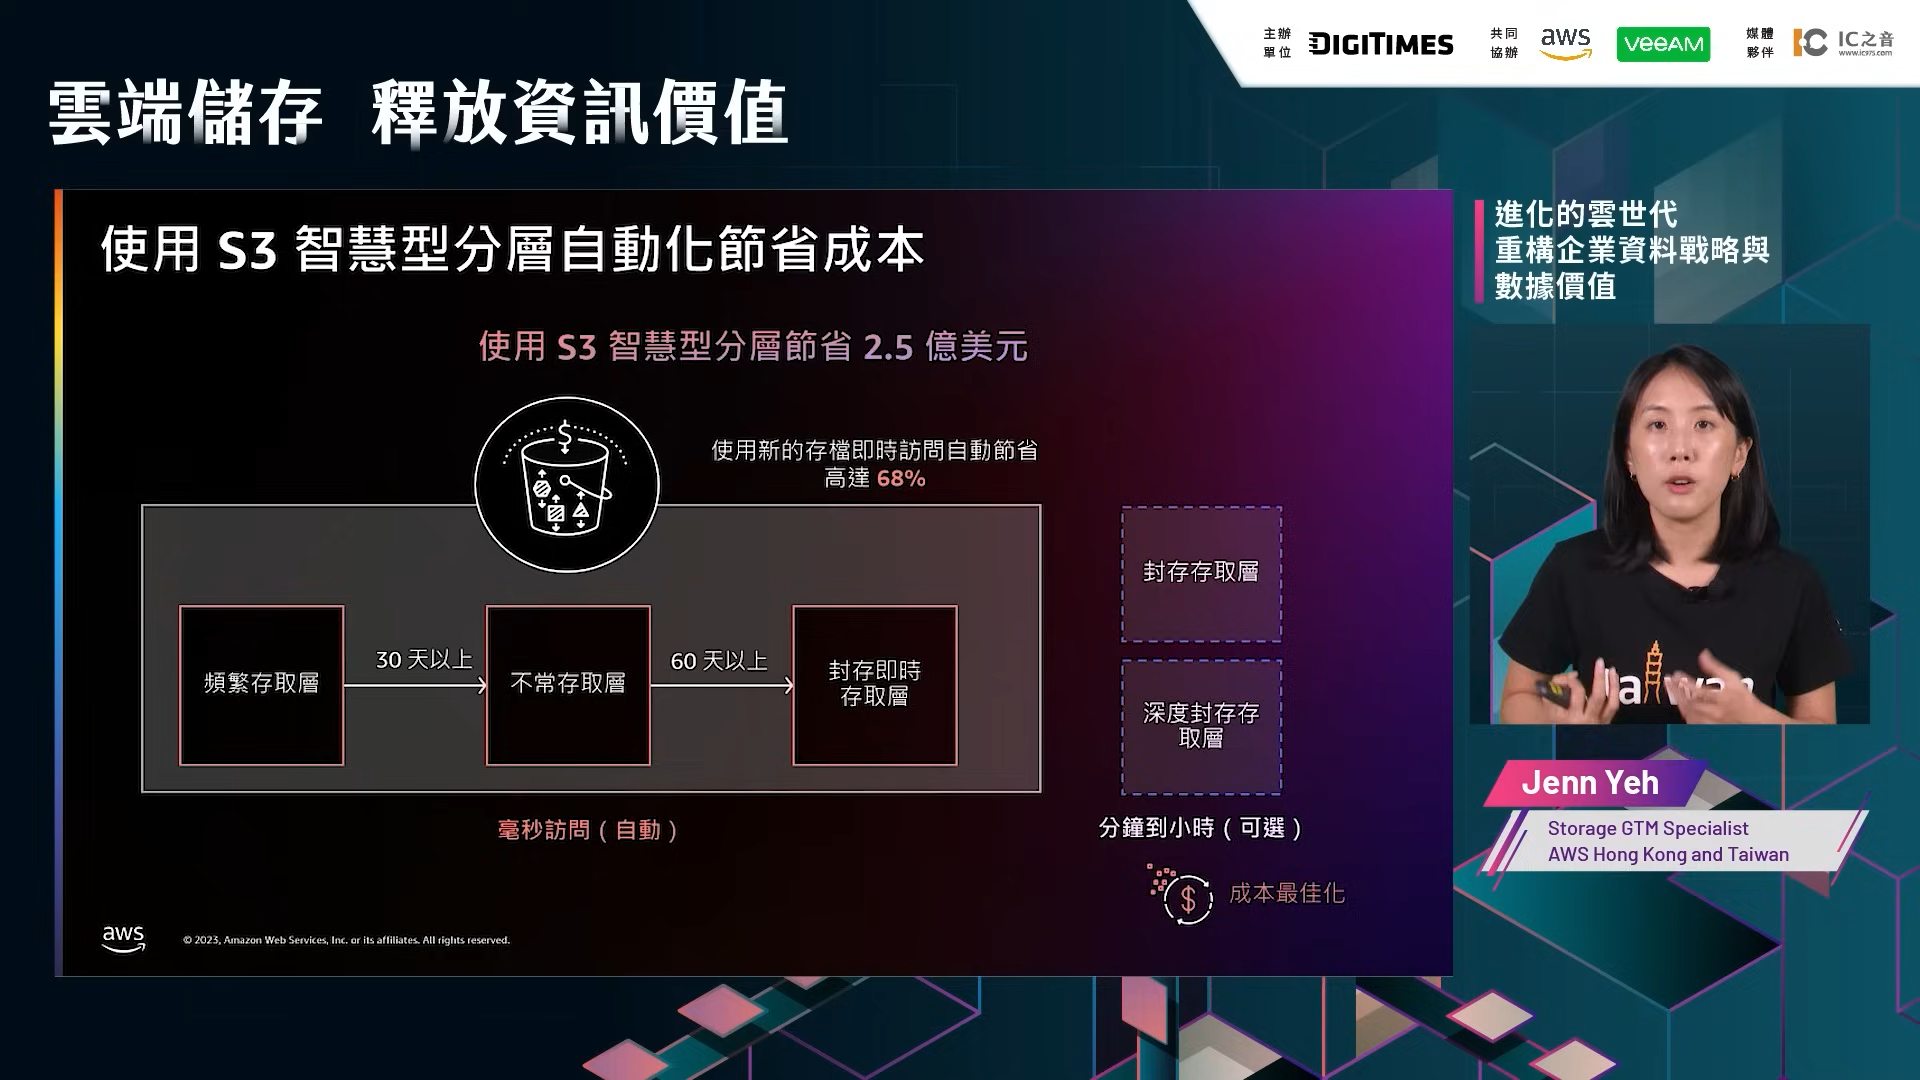 主辦
單位
DIGITIMES
共同
協辦
aws
veeAM
媒體
夥伴
IC之音
www.ic975.com
雲端儲存 釋放資訊價值
使用 S3 智慧型分層自動化節省成本
使用 S3 智慧型分層節省 2.5 億美元
使用新的存檔即時訪問自動節省
高達 68%
頻繁存取層
30 天以上
不常存取層
60 天以上
封存即時
存取層
毫秒訪問 ( 自動 )
封存存取層
深度封存存
取層
分鐘到小時 ( 可選 )
$
成本最佳化
aws
© 2023, Amazon Web Services, Inc. or its affiliates. All rights reserved.
進化的雲世代
重構企業資料戰略與
數據價值
Taiwan
Jenn Yeh
Storage GTM Specialist
AWS Hong Kong and Taiwan